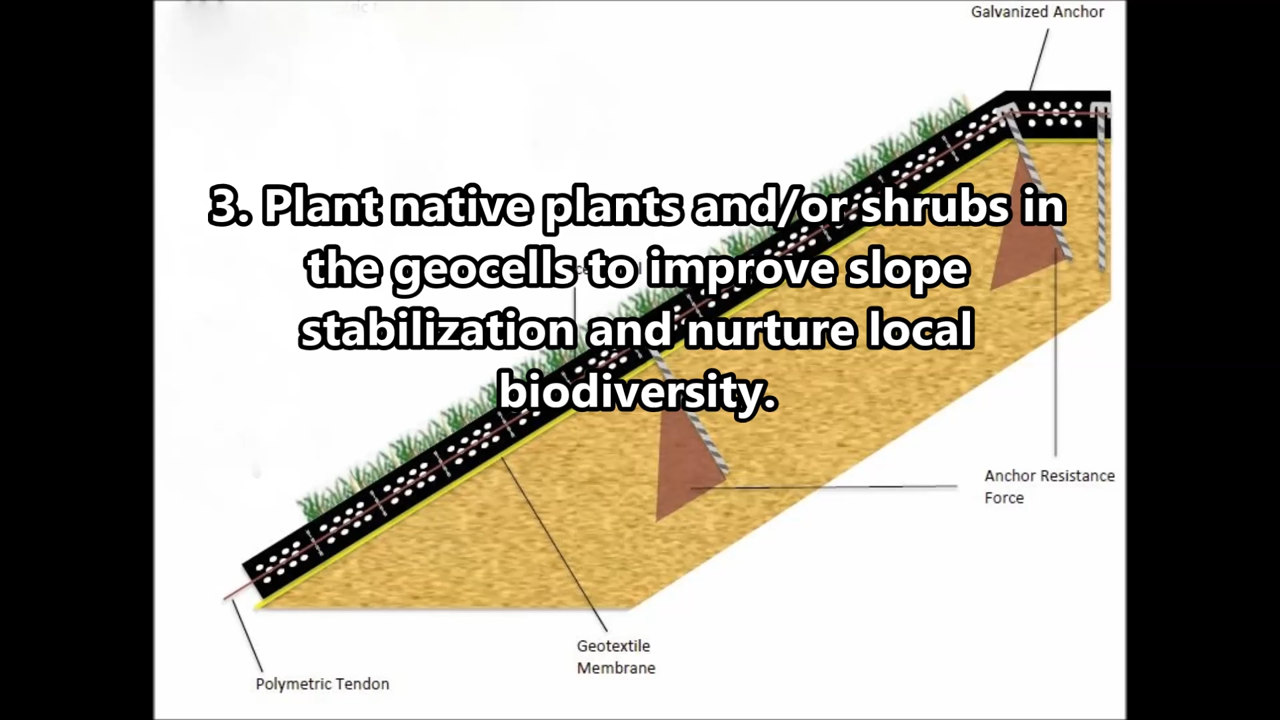 Galvanized Anchor
3. Plant native plants and/or shrubs in
the geocells to improve slope
stabilization and nurture local
biodiversity.
Anchor Resistance
Force
Geotextile
Membrane
Polymetric Tendon